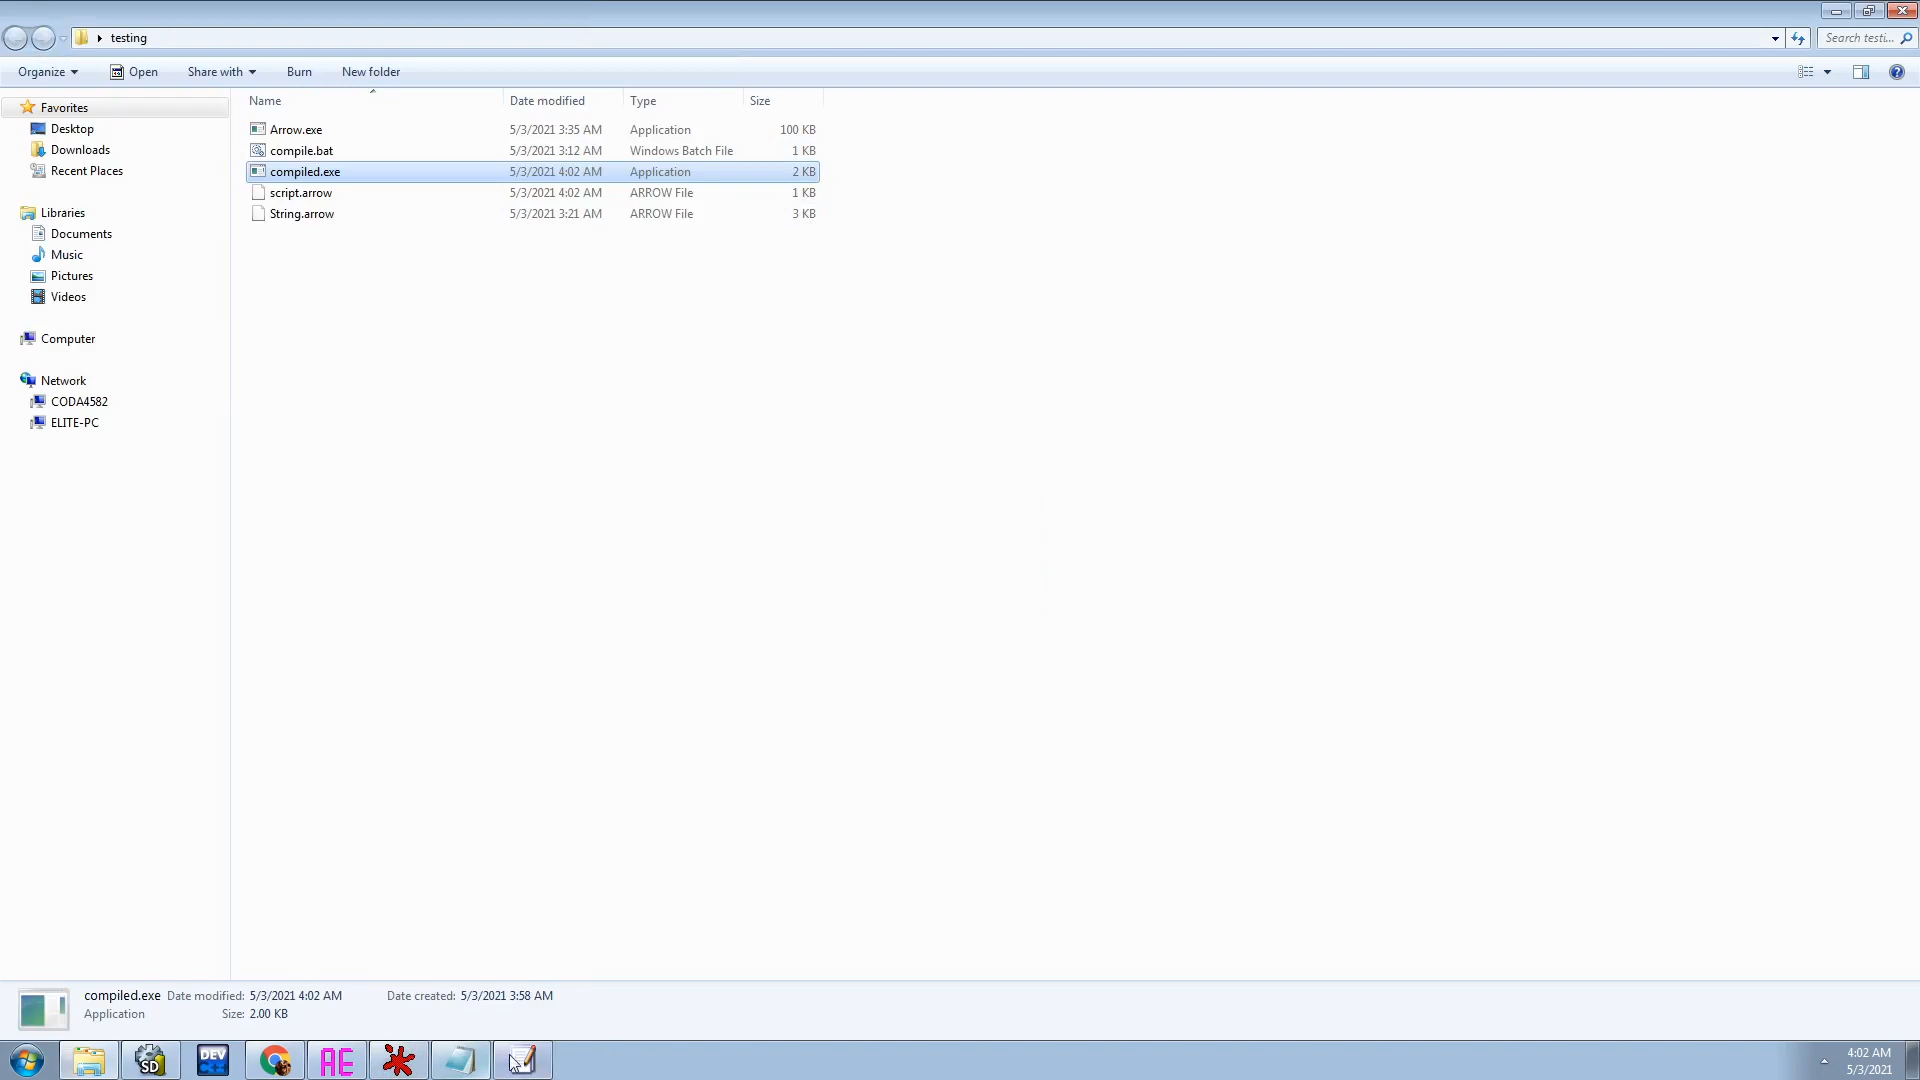 testing
Search testi...
Organize Open Share with Burn New folder
Name Date modified Type Size
Favorites
Desktop
Downloads
Recent Places
Libraries
Documents
Music
Pictures
Videos
Computer
Network
CODA4582
ELITE-PC
Arrow.exe 5/3/2021 3:35 AM Application 100 KB
compile.bat 5/3/2021 3:12 AM Windows Batch File 1 KB
compiled.exe 5/3/2021 4:02 AM Application 2 KB
script.arrow 5/3/2021 4:02 AM ARROW File 1 KB
String.arrow 5/3/2021 3:21 AM ARROW File 3 KB
compiled.exe Date modified: 5/3/2021 4:02 AM Date created: 5/3/2021 3:58 AM
Application Size: 2.00 KB
SD
DEV
C++
AE
4:02 AM
5/3/2021